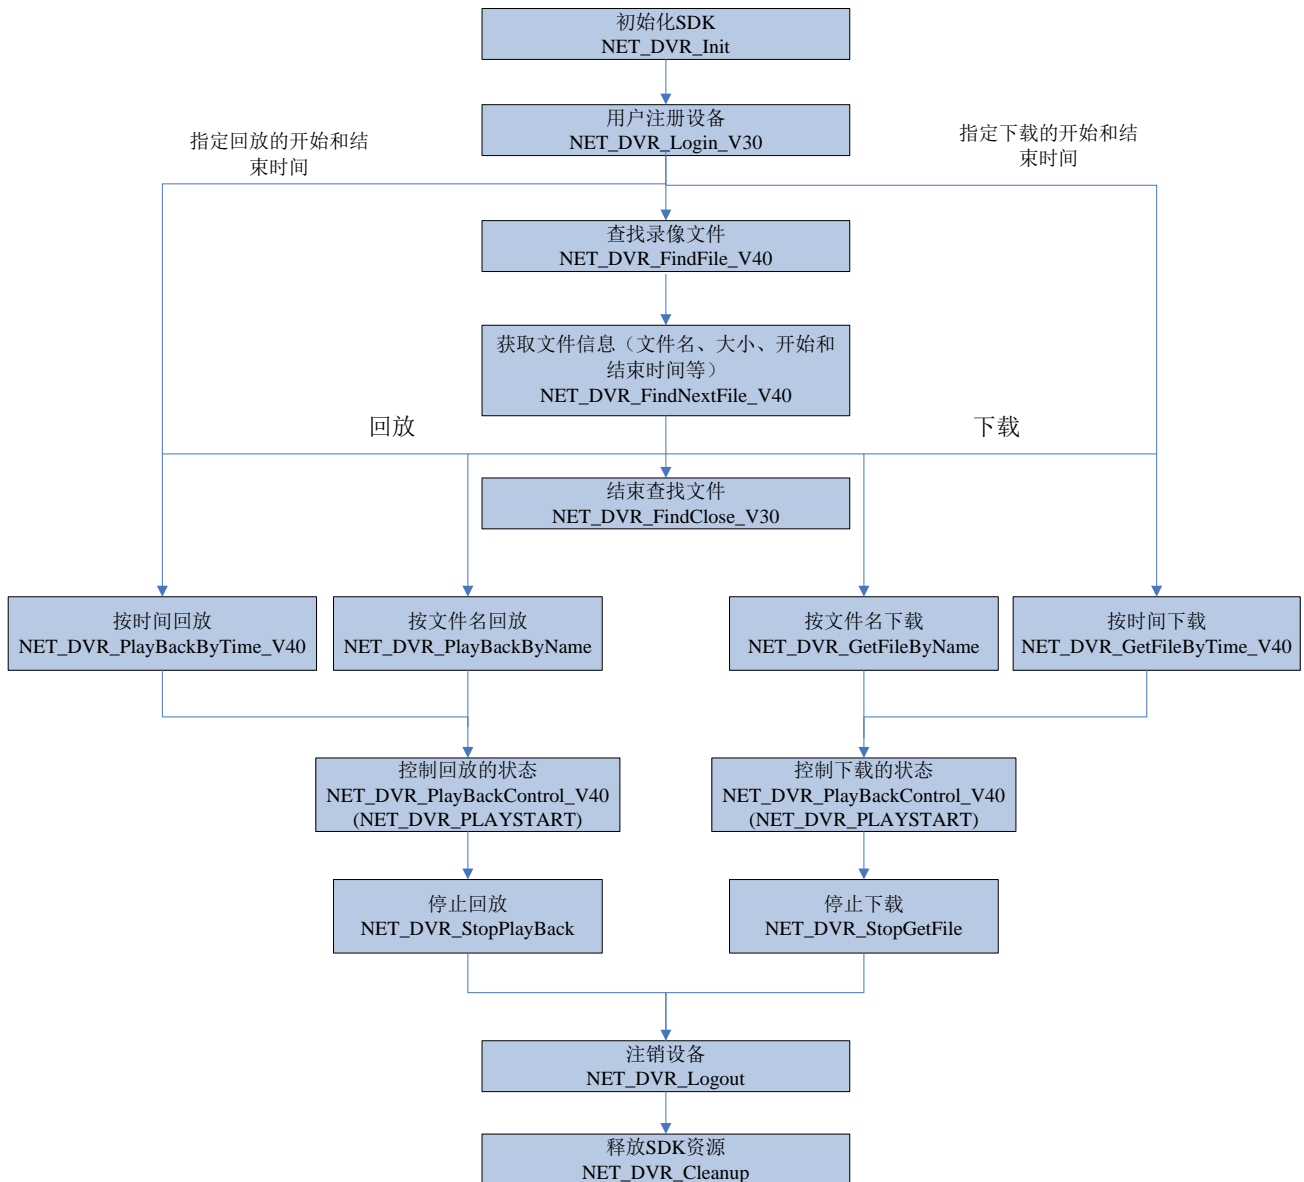 初始化SDK
NET_DVR_Init
用户注册设备
NET_DVR_Login_V30
指定回放的开始和结
束时间
指定下载的开始和结
束时间
查找录像文件
NET_DVR_FindFile_V40
获取文件信息（文件名、大小、开始和
结束时间等）
NET_DVR_FindNextFile_V40
回放
下载
结束查找文件
NET_DVR_FindClose_V30
按时间回放
NET_DVR_PlayBackByTime_V40
按文件名回放
NET_DVR_PlayBackByName
按文件名下载
NET_DVR_GetFileByName
按时间下载
NET_DVR_GetFileByTime_V40
控制回放的状态
NET_DVR_PlayBackControl_V40
(NET_DVR_PLAYSTART)
控制下载的状态
NET_DVR_PlayBackControl_V40
(NET_DVR_PLAYSTART)
停止回放
NET_DVR_StopPlayBack
停止下载
NET_DVR_StopGetFile
注销设备
NET_DVR_Logout
释放SDK资源
NET_DVR_Cleanup